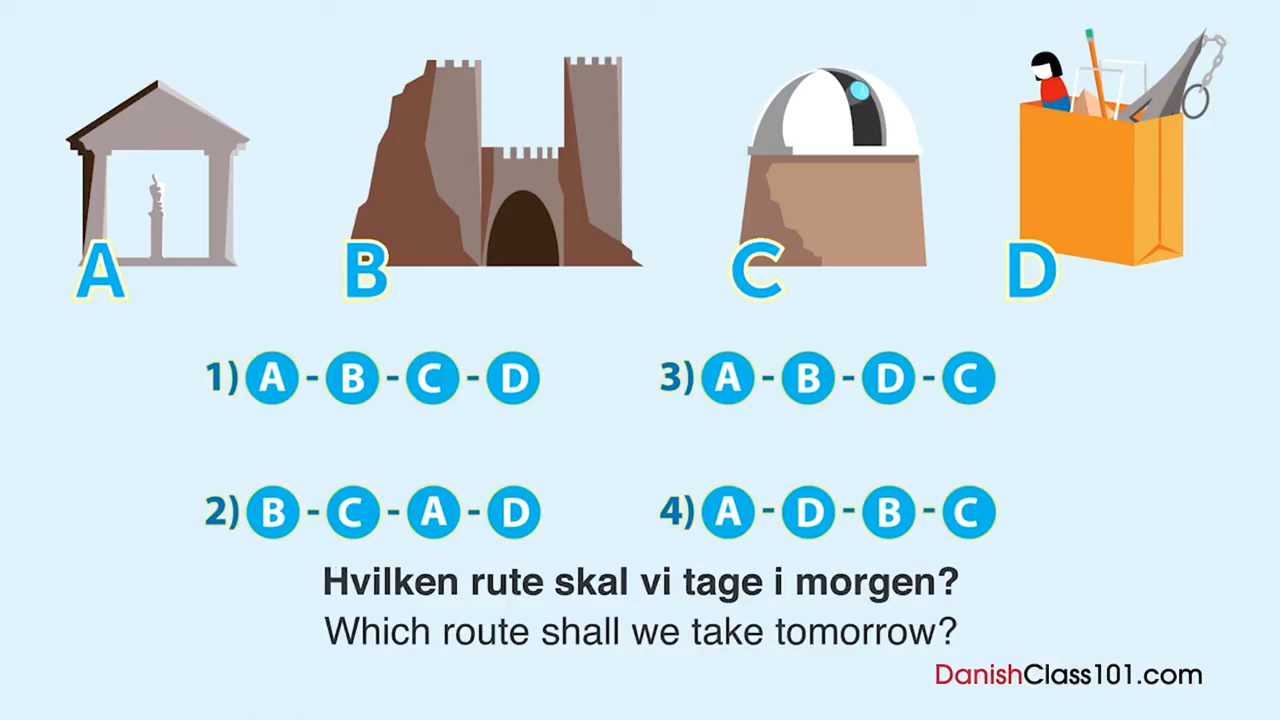 A B C D
1) A - B - C - D
3) A - B - D - C
2) B - C - A - D
4) A - D - B - C
Hvilken rute skal vi tage i morgen?
Which route shall we take tomorrow?
DanishClass101.com